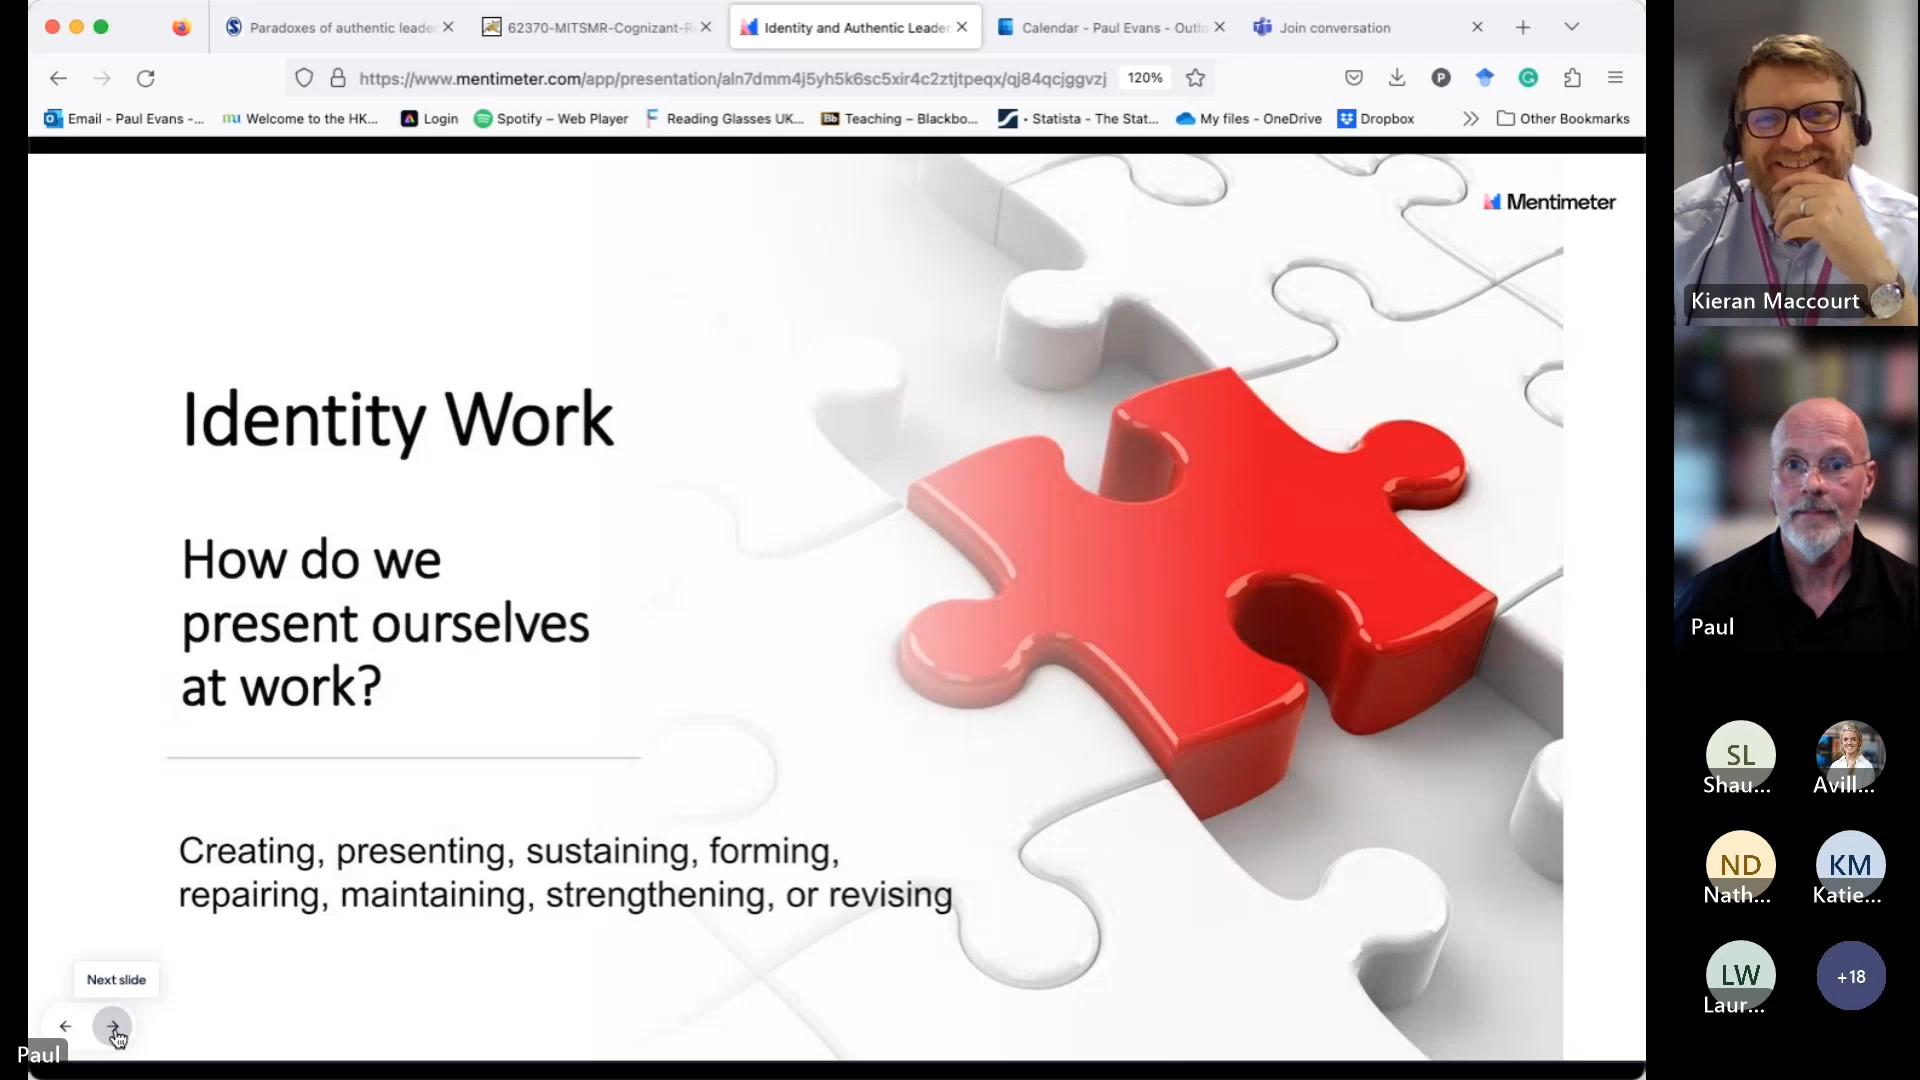 Paradoxes of authentic leade
62370-MITSMR-Cognizant-R
Identity and Authentic Leader
Calendar - Paul Evans - Outlo
Join conversation
https://www.mentimeter.com/app/presentation/aln7dmm4j5yh5k6sc5xir4c2ztjtpeqx/qj84qcjggvzj
120%
P
G
Email - Paul Evans -...
mu Welcome to the HK...
Login
Spotify – Web Player
F Reading Glasses UK...
Bb Teaching – Blackbo...
· Statista - The Stat...
My files - OneDrive
Dropbox
Other Bookmarks
Mentimeter
Identity Work
How do we
present ourselves
at work?
Creating, presenting, sustaining, forming,
repairing, maintaining, strengthening, or revising
Next slide
Paul
Kieran Maccourt
Paul
SL
Shau...
Avill...
ND
Nath...
KM
Katie...
LW
Laur...
+18